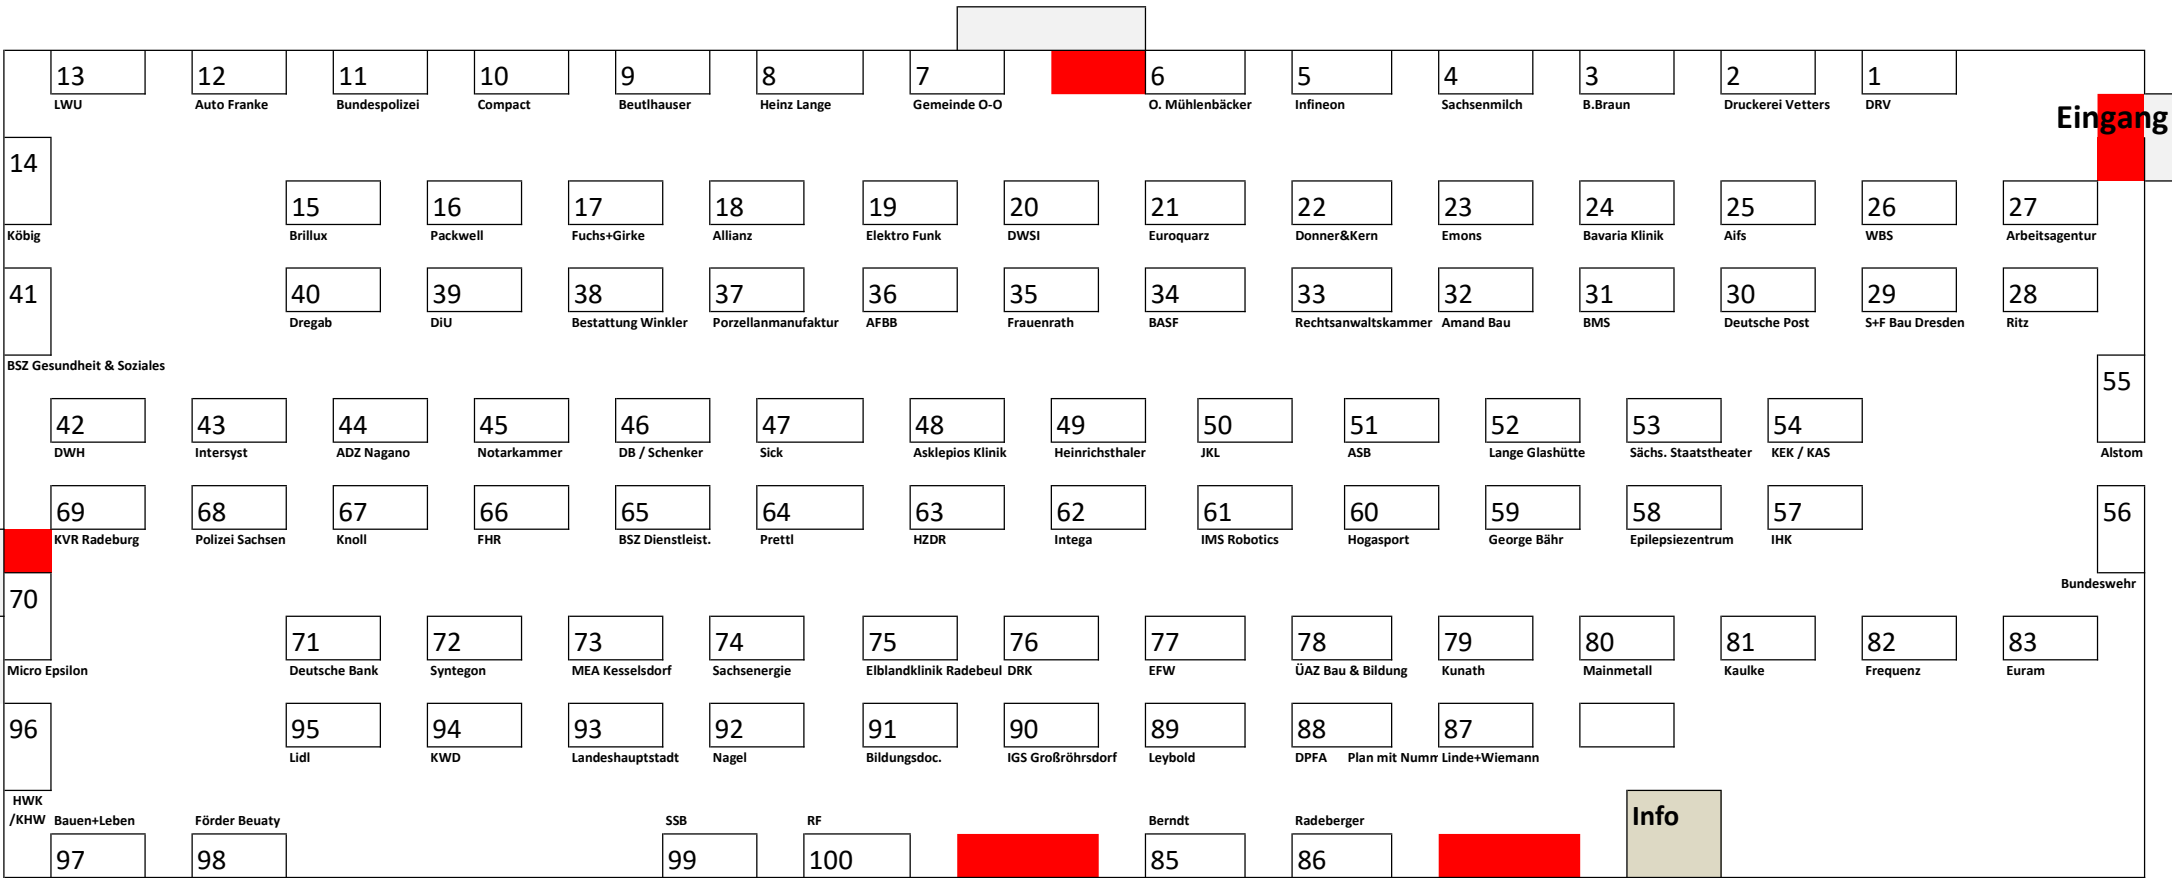 13 12 11 10 9 8 7 6 5 4 3 2 1
LWU Auto Franke Bundespolizei Compact Beutlhauser Heinz Lange Gemeinde O-O O. Mühlenbäcker Infineon Sachsenmilch B.Braun Druckerei Vetters DRV
Eingang
14
15 16 17 18 19 20 21 22 23 24 25 26 27
Köbig Brillux Packwell Fuchs+Girke Allianz Elektro Funk DWSI Euroquarz Donner&Kern Emons Bavaria Klinik Aifs WBS Arbeitsagentur
41 40 39 38 37 36 35 34 33 32 31 30 29 28
Dregab DiU Bestattung Winkler Porzellanmanufaktur AFBB Frauenrath BASF Rechtsanwaltskammer Amand Bau BMS Deutsche Post S+F Bau Dresden Ritz
BSZ Gesundheit & Soziales
55
42 43 44 45 46 47 48 49 50 51 52 53 54
DWH Intersyst ADZ Nagano Notarkammer DB / Schenker Sick Asklepios Klinik Heinrichsthaler JKL ASB Lange Glashütte Sächs. Staatstheater KEK / KAS Alstom
69 68 67 66 65 64 63 62 61 60 59 58 57 56
KVR Radeburg Polizei Sachsen Knoll FHR BSZ Dienstleist. Prettl HZDR Intega IMS Robotics Hogasport George Bähr Epilepsiezentrum IHK
Bundeswehr
70
71 72 73 74 75 76 77 78 79 80 81 82 83
Micro Epsilon Deutsche Bank Syntegon MEA Kesselsdorf Sachsenergie Elblandklinik Radebeul DRK EFW ÜAZ Bau & Bildung Kunath Mainmetall Kaulke Frequenz Euram
96 95 94 93 92 91 90 89 88 87
Lidl KWD Landeshauptstadt Nagel Bildungsdoc. IGS Großröhrsdorf Leybold DPFA Plan mit Numm Linde+Wiemann
HWK
/KHW Bauen+Leben Förder Beuaty SSB RF Berndt Radeberger Info
97 98 99 100 85 86